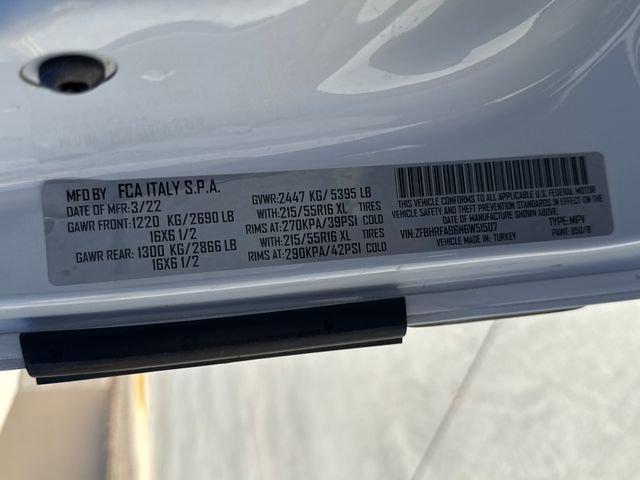 MFD BY FCA ITALY S.P.A.
DATE OF MFR:3/22
GAWR FRONT:1220 KG/2690 LB
16X6 1/2
GAWR REAR:1300 KG/2866 LB
16X6 1/2
GVWR:2447 KG/ 5395 LB
WITH:215/55R16 XL TIRES
RIMS AT:270KPA/39PSI COLD
WITH:215/55R16 XL TIRES
RIMS AT:290KPA/42PSI COLD
THIS VEHICLE CONFORMS TO ALL APPLICABLE U.S. FEDERAL MOTOR
VEHICLE SAFETY, BUMPER, AND THEFT PREVENTION STANDARDS
IN EFFECT ON THE DATE OF MANUFACTURE SHOWN ABOVE.
VIN:ZFBHRFAB6N6W51507 TYPE: MPV
VEHICLE MADE IN: TURKEY PAINT: 050/B